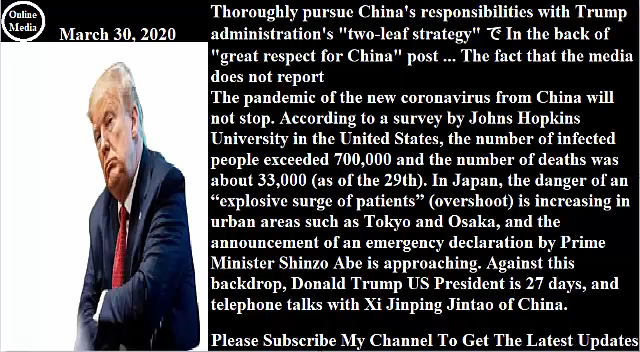 Online
Media
March 30, 2020
Thoroughly pursue China's responsibilities with Trump
administration's "two-leaf strategy" で In the back of
"great respect for China" post ... The fact that the media
does not report
The pandemic of the new coronavirus from China will
not stop. According to a survey by Johns Hopkins
University in the United States, the number of infected
people exceeded 700,000 and the number of deaths was
about 33,000 (as of the 29th). In Japan, the danger of an
“explosive surge of patients” (overshoot) is increasing in
urban areas such as Tokyo and Osaka, and the
announcement of an emergency declaration by Prime
Minister Shinzo Abe is approaching. Against this
backdrop, Donald Trump US President is 27 days, and
telephone talks with Xi Jinping Jintao of China.
Please Subscribe My Channel To Get The Latest Updates